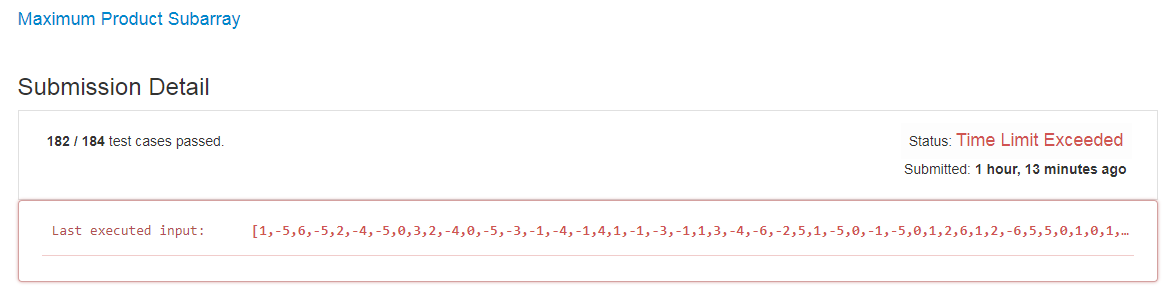 Maximum Product Subarray
Submission Detail
182 / 184 test cases passed.
Status: Time Limit Exceeded
Submitted: 1 hour, 13 minutes ago
Last executed input: [1,-5,6,-5,2,-4,-5,0,3,2,-4,0,-5,-3,-1,-4,-1,4,1,-1,-3,-1,1,3,-4,-6,-2,5,1,-5,0,-1,-5,0,1,2,6,1,2,-6,5,5,0,1,0,1,…